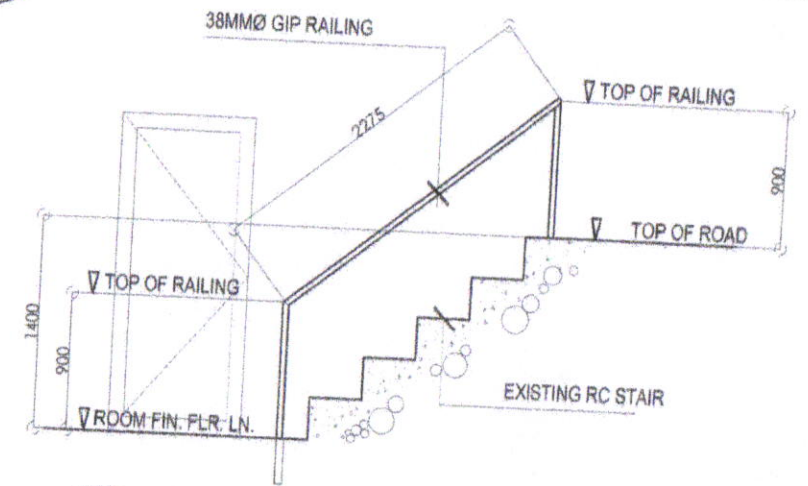 38MMØ GIP RAILING
2275
TOP OF RAILING
900
TOP OF ROAD
TOP OF RAILING
1400
900
ROOM FIN. FLR. LN.
EXISTING RC STAIR